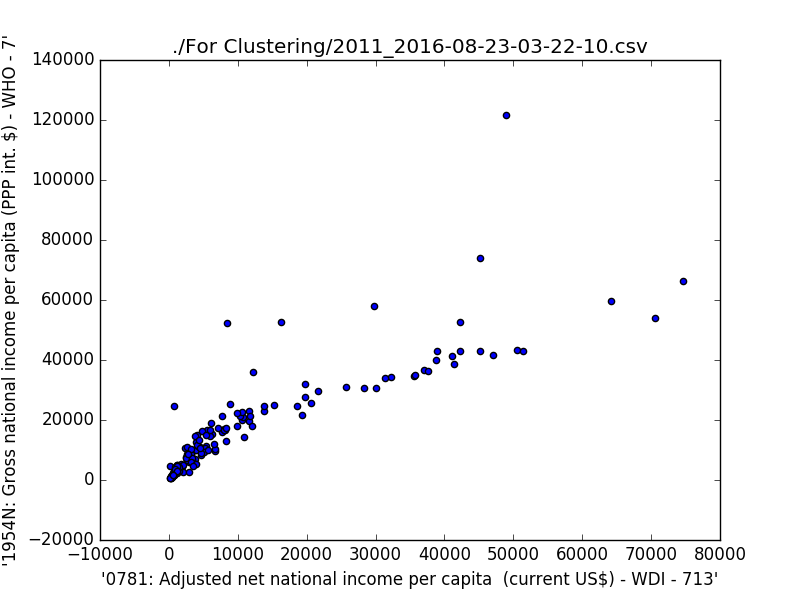 ./For Clustering/2011_2016-08-23-03-22-10.csv
'1954N: Gross national income per capita (PPP int. $) - WHO - 7'
140000
120000
100000
80000
60000
40000
20000
0
−20000
−10000 0 10000 20000 30000 40000 50000 60000 70000 80000
'0781: Adjusted net national income per capita  (current US$) - WDI - 713'